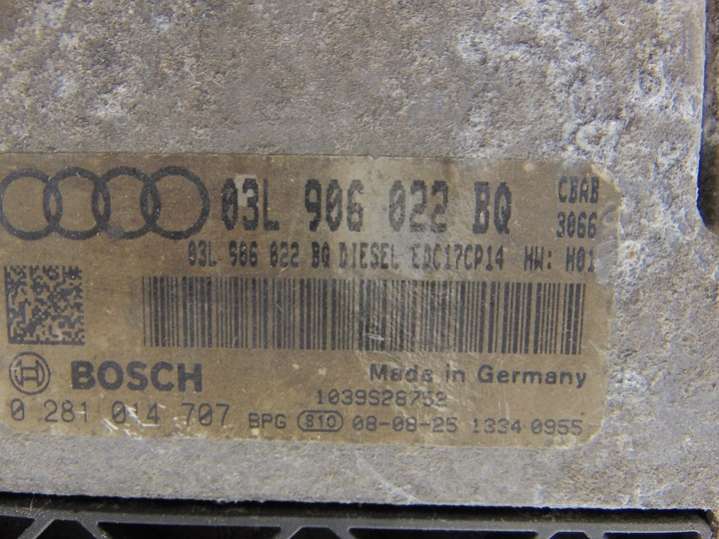 03L 906 022 BQ CBAB
3066
03L 906 022 BQ DIESEL EDC17CP14 HW: H01
BOSCH Made in Germany
1039S28752
0 281 014 707 BPG 810 08-08-25 1334 0955